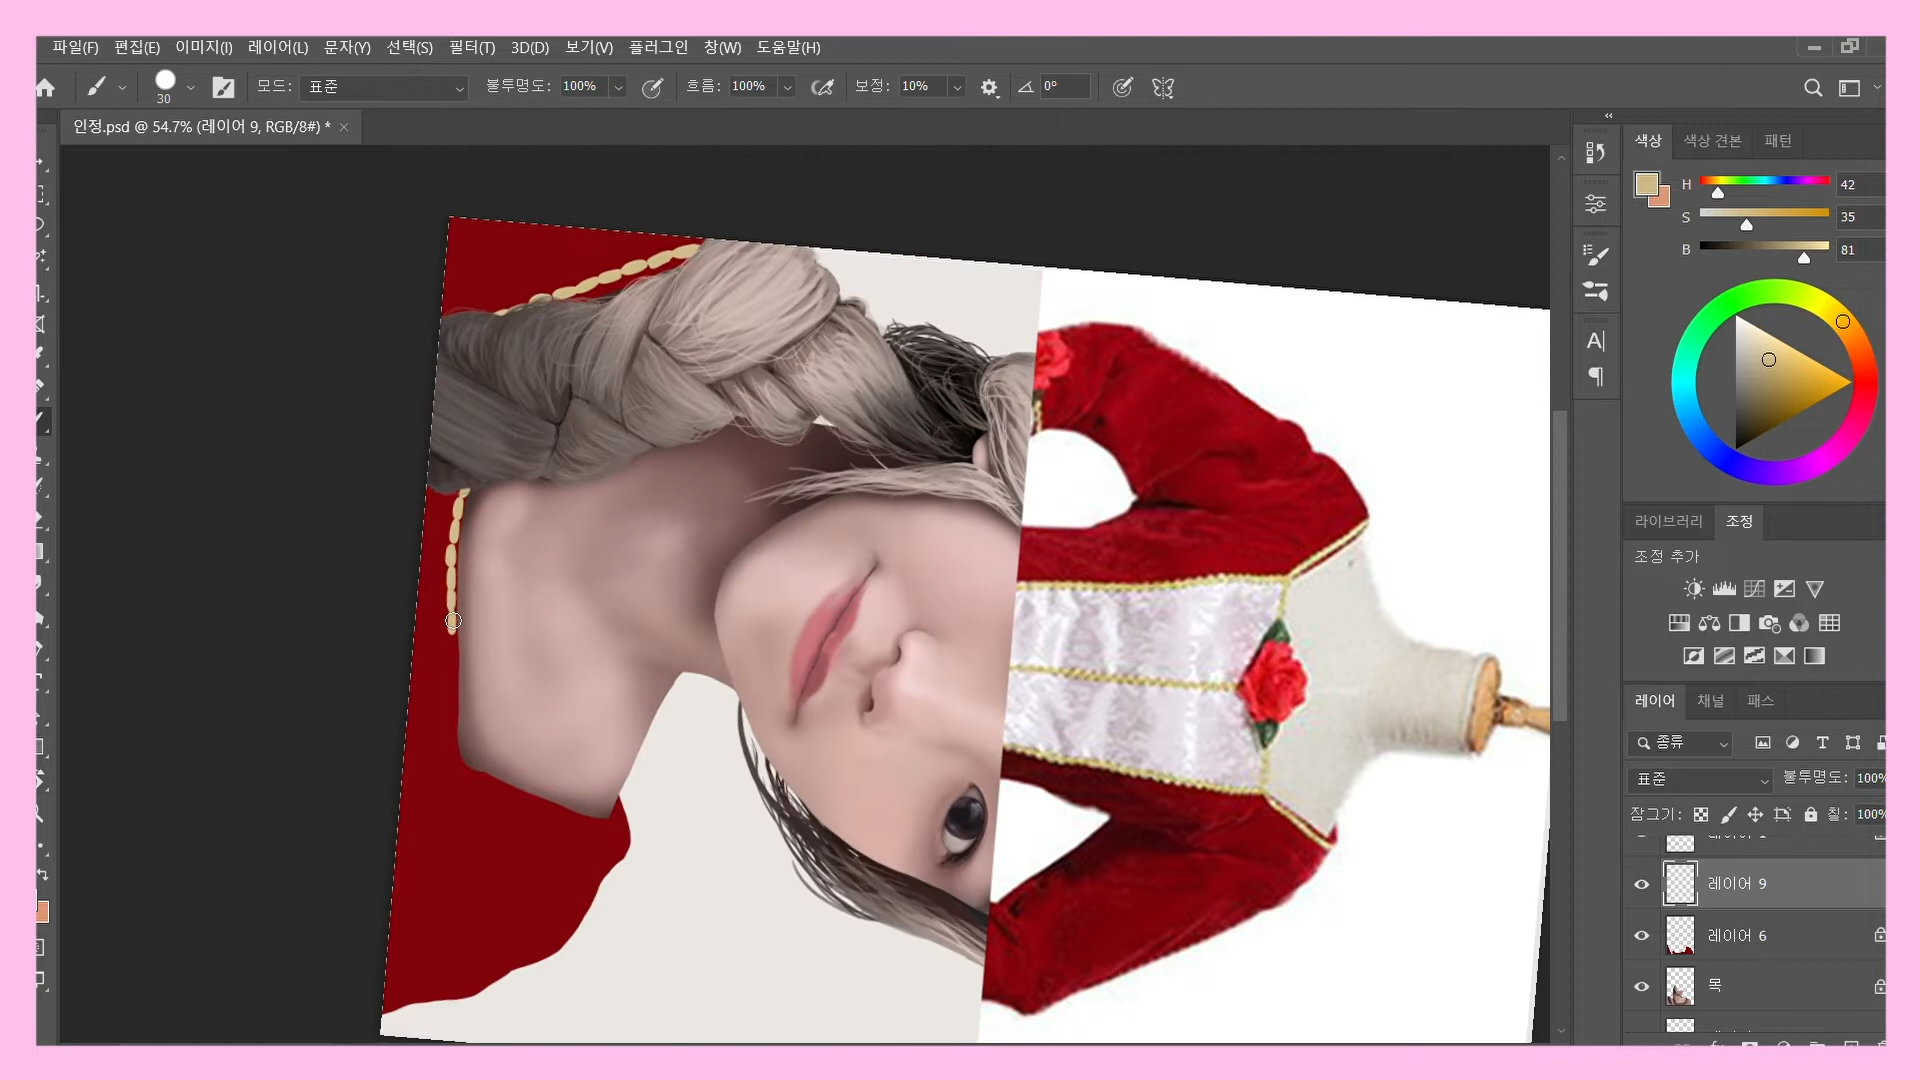 파일(F) 편집(E) 이미지(I) 레이어(L) 문자(Y) 선택(S) 필터(T) 3D(D) 보기(V) 플러그인 창(W) 도움말(H)
30 모드: 표준 불투명도: 100% 흐름: 100% 보정: 10% 0°
인정.psd @ 54.7% (레이어 9, RGB/8#) *
색상 색상 견본 패턴
H 42
S 35
B 81
라이브러리 조정
조정 추가
레이어 채널 패스
종류
표준 불투명도: 100%
잠그기: 칠: 100%
레이어 9
레이어 6
목